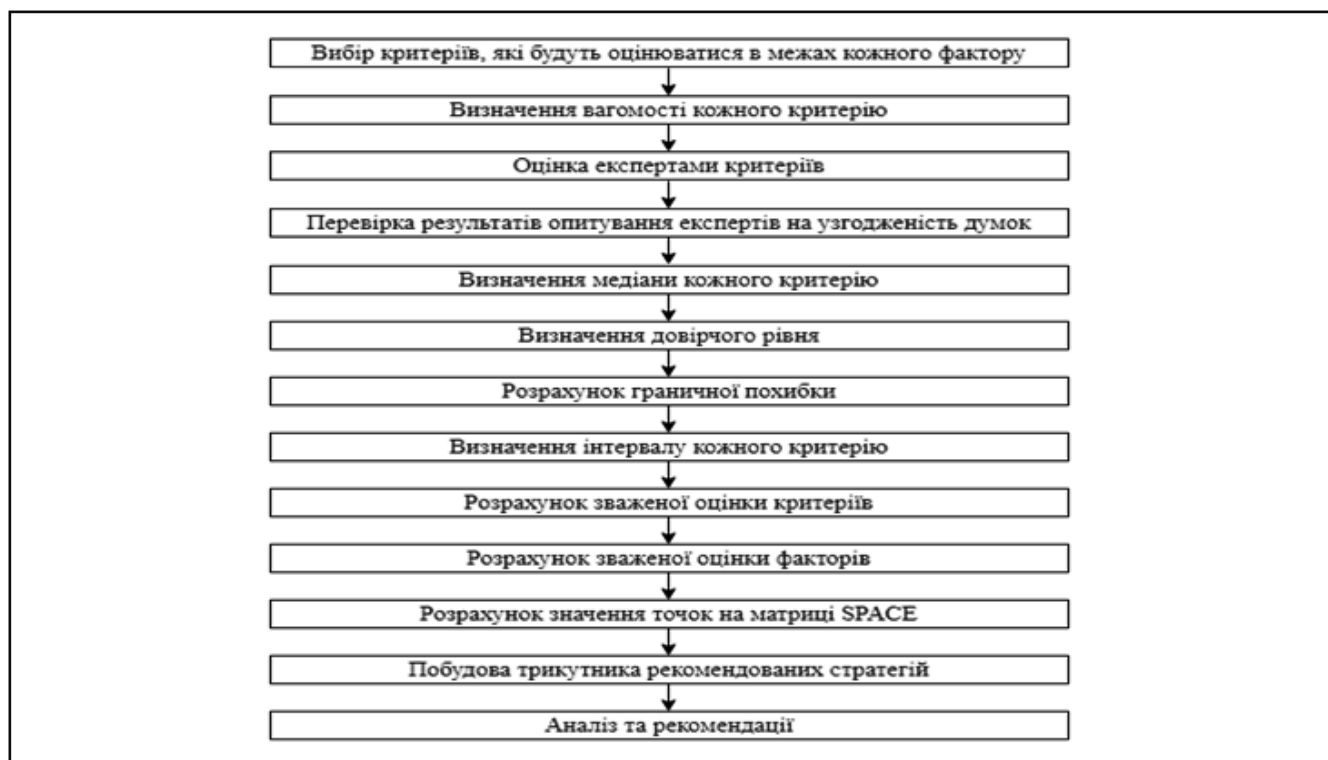 Вибір критеріїв, які будуть оцінюватися в межах кожного фактору
Визначення вагомості кожного критерію
Оцінка експертами критеріїв
Перевірка результатів опитування експертів на узгодженість думок
Визначення медіани кожного критерію
Визначення довірчого рівня
Розрахунок граничної похибки
Визначення інтервалу кожного критерію
Розрахунок зваженої оцінки критеріїв
Розрахунок зваженої оцінки факторів
Розрахунок значення точок на матриці SPACE
Побудова трикутника рекомендованих стратегій
Аналіз та рекомендації